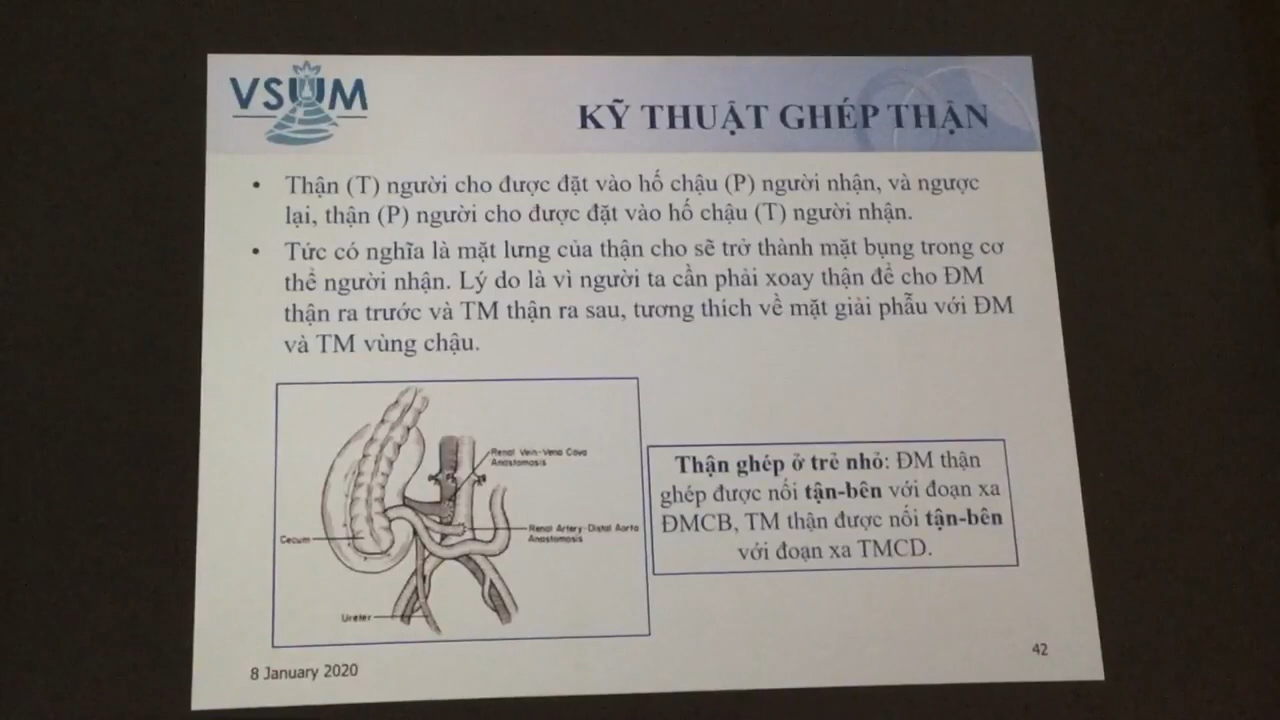 VSUM
KỸ THUẬT GHÉP THẬN
• Thận (T) người cho được đặt vào hố chậu (P) người nhận, và ngược
lại, thận (P) người cho được đặt vào hố chậu (T) người nhận.
• Tức có nghĩa là mặt lưng của thận cho sẽ trở thành mặt bụng trong cơ
thể người nhận. Lý do là vì người ta cần phải xoay thận để cho ĐM
thận ra trước và TM thận ra sau, tương thích về mặt giải phẫu với ĐM
và TM vùng chậu.
Renal Vein-Vena Cava
Anastomosis
Renal Artery-Distal Aorta
Anastomosis
Cecum
Ureter
Thận ghép ở trẻ nhỏ: ĐM thận
ghép được nối tận-bên với đoạn xa
ĐMCB, TM thận được nối tận-bên
với đoạn xa TMCD.
8 January 2020
42